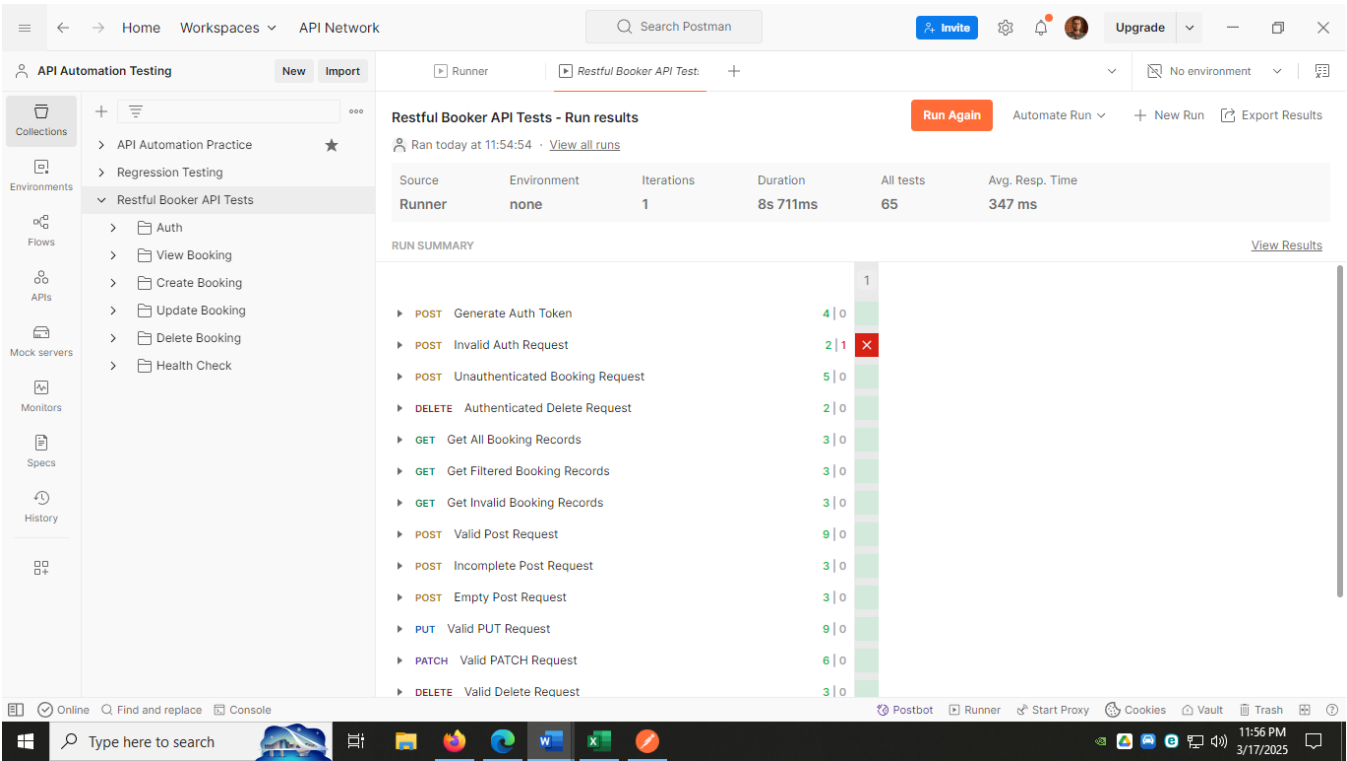 Home Workspaces API Network Search Postman Invite Upgrade
API Automation Testing New Import Runner Restful Booker API Test: No environment
Collections
Environments
Flows
APIs
Mock servers
Monitors
Specs
History
API Automation Practice
Regression Testing
Restful Booker API Tests
Auth
View Booking
Create Booking
Update Booking
Delete Booking
Health Check
Restful Booker API Tests - Run results Run Again Automate Run New Run Export Results
Ran today at 11:54:54 · View all runs
Source Environment Iterations Duration All tests Avg. Resp. Time
Runner none 1 8s 711ms 65 347 ms
RUN SUMMARY View Results
1
POST Generate Auth Token 4 | 0
POST Invalid Auth Request 2 | 1
POST Unauthenticated Booking Request 5 | 0
DELETE Authenticated Delete Request 2 | 0
GET Get All Booking Records 3 | 0
GET Get Filtered Booking Records 3 | 0
GET Get Invalid Booking Records 3 | 0
POST Valid Post Request 9 | 0
POST Incomplete Post Request 3 | 0
POST Empty Post Request 3 | 0
PUT Valid PUT Request 9 | 0
PATCH Valid PATCH Request 6 | 0
DELETE Valid Delete Request 3 | 0
Online Find and replace Console Postbot Runner Start Proxy Cookies Vault Trash
Type here to search 11:56 PM
3/17/2025